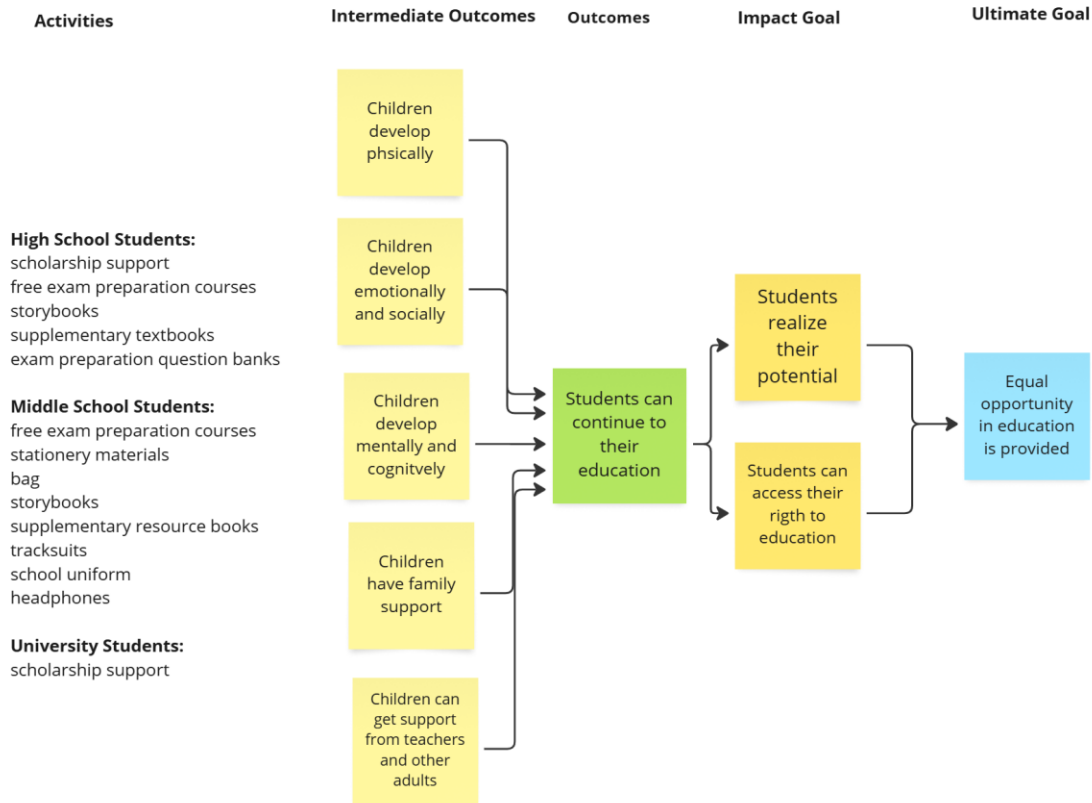 Activities
Intermediate Outcomes
Outcomes
Impact Goal
Ultimate Goal
High School Students:
scholarship support
free exam preparation courses
storybooks
supplementary textbooks
exam preparation question banks
Middle School Students:
free exam preparation courses
stationery materials
bag
storybooks
supplementary resource books
tracksuits
school uniform
headphones
University Students:
scholarship support
Children
develop
phsically
Children
develop
emotionally
and socially
Children
develop
mentally and
cognitvely
Children
have family
support
Children can
get support
from teachers
and other
adults
Students can
continue to
their
education
Students
realize
their
potential
Students can
access their
rigth to
education
Equal
opportunity
in education
is provided